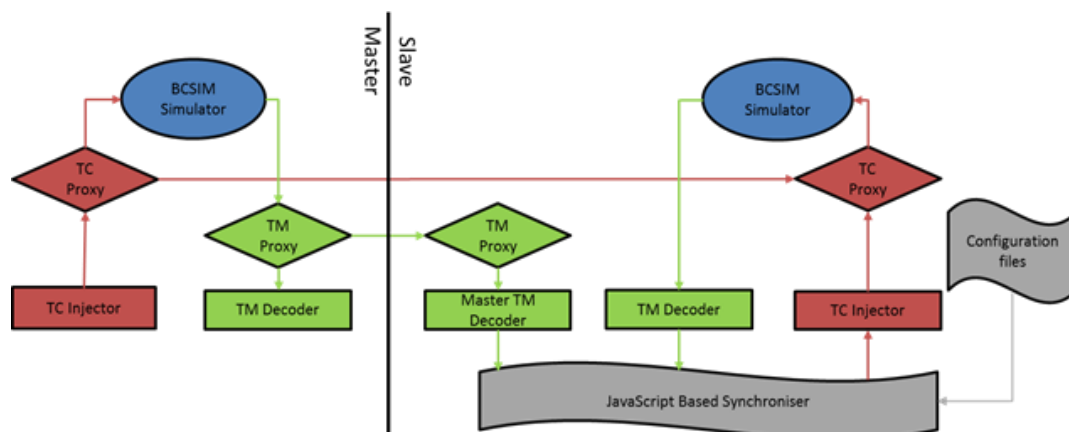 Slave
Master
BCSIM
Simulator
BCSIM
Simulator
TC
Proxy
TC
Proxy
TM
Proxy
TM
Proxy
Configuration
files
TC Injector
TM Decoder
Master TM
Decoder
TM Decoder
TC Injector
JavaScript Based Synchroniser